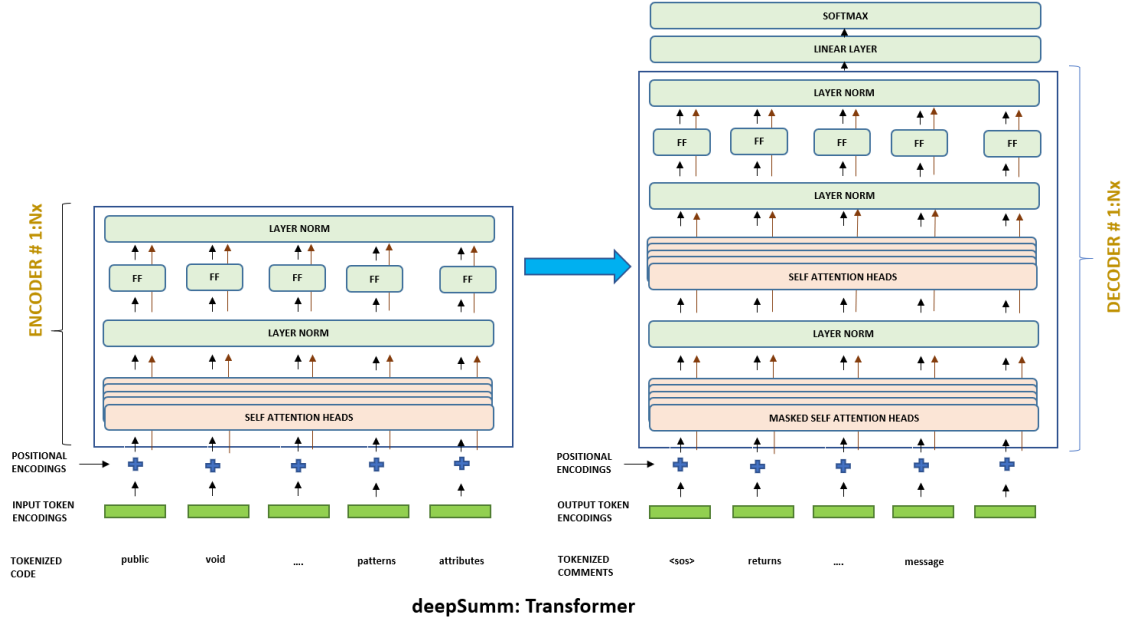 SOFTMAX
LINEAR LAYER
LAYER NORM
FF FF FF FF FF
LAYER NORM
SELF ATTENTION HEADS
LAYER NORM
MASKED SELF ATTENTION HEADS
DECODER # 1:Nx
ENCODER # 1:Nx
LAYER NORM
FF FF FF FF FF
LAYER NORM
SELF ATTENTION HEADS
POSITIONAL
ENCODINGS
INPUT TOKEN
ENCODINGS
TOKENIZED
CODE
public void .... patterns attributes
POSITIONAL
ENCODINGS
OUTPUT TOKEN
ENCODINGS
TOKENIZED
COMMENTS
<sos> returns .... message
deepSumm: Transformer